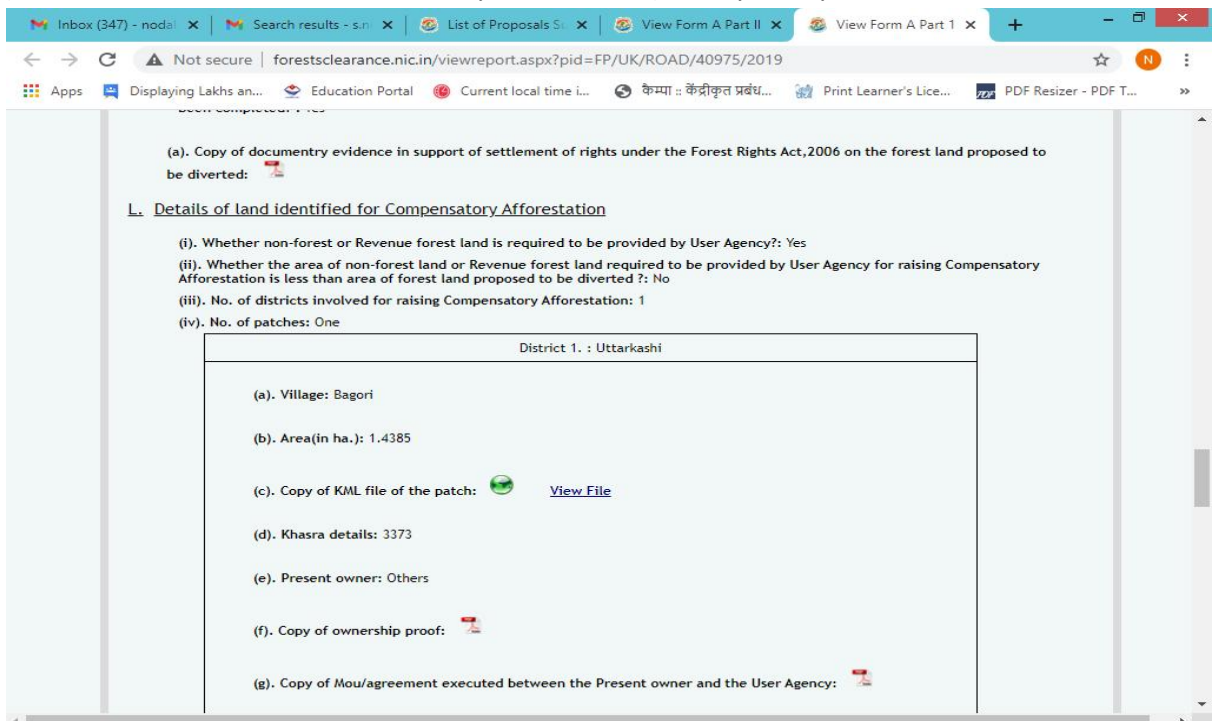 Inbox (347) - nodal
Search results - s.n
List of Proposals Su
View Form A Part II
View Form A Part 1
Not secure | forestsclearance.nic.in/viewreport.aspx?pid=FP/UK/ROAD/40975/2019
N
Apps
Displaying Lakhs an...
Education Portal
Current local time i...
कैम्पा :: केंद्रीकृत प्रबंध...
Print Learner's Lice...
PDF Resizer - PDF T...
been completed: : Yes
(a). Copy of documentry evidence in support of settlement of rights under the Forest Rights Act,2006 on the forest land proposed to
be diverted:
L. Details of land identified for Compensatory Afforestation
(i). Whether non-forest or Revenue forest land is required to be provided by User Agency?: Yes
(ii). Whether the area of non-forest land or Revenue forest land required to be provided by User Agency for raising Compensatory
Afforestation is less than area of forest land proposed to be diverted ?: No
(iii). No. of districts involved for raising Compensatory Afforestation: 1
(iv). No. of patches: One
District 1. : Uttarkashi
(a). Village: Bagori
(b). Area(in ha.): 1.4385
(c). Copy of KML file of the patch: View File
(d). Khasra details: 3373
(e). Present owner: Others
(f). Copy of ownership proof:
(g). Copy of Mou/agreement executed between the Present owner and the User Agency: